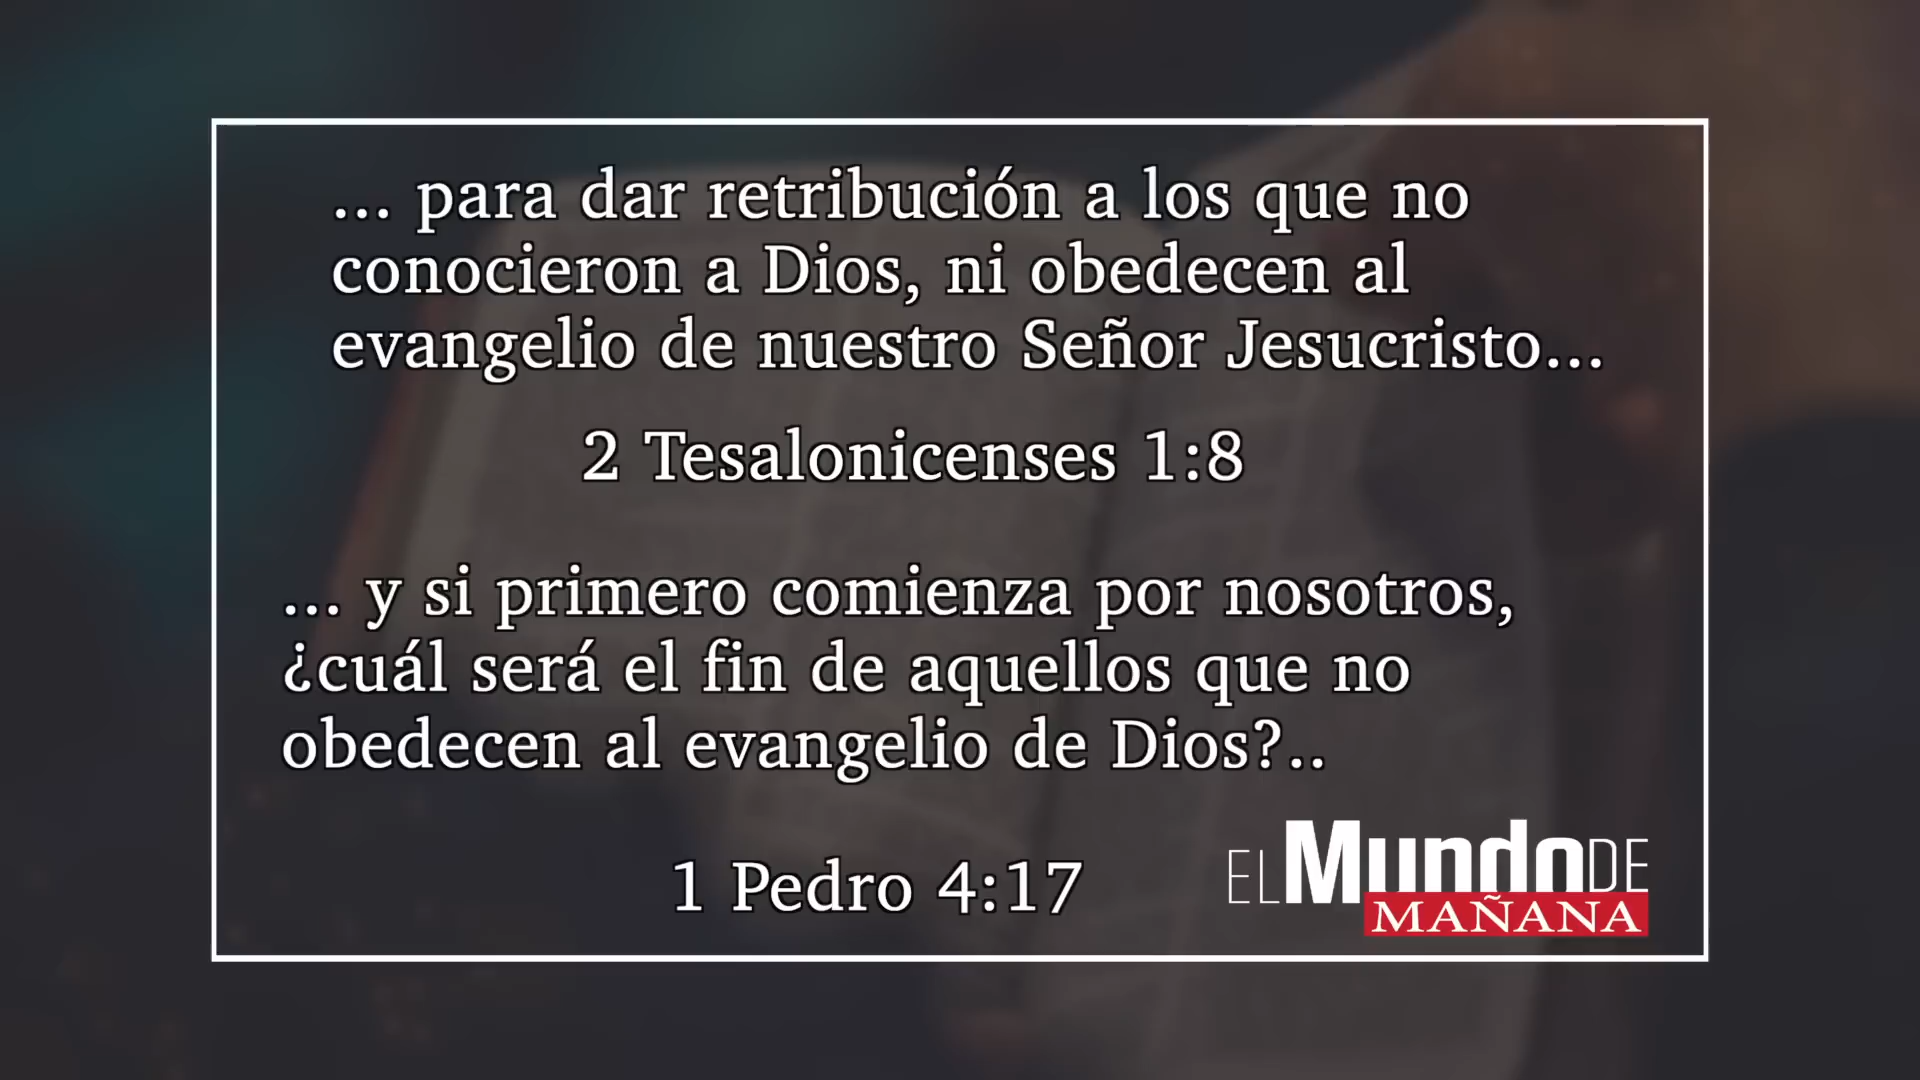 ... para dar retribución a los que no
conocieron a Dios, ni obedecen al
evangelio de nuestro Señor Jesucristo...
2 Tesalonicenses 1:8
... y si primero comienza por nosotros,
¿cuál será el fin de aquellos que no
obedecen al evangelio de Dios?..
1 Pedro 4:17
EL Mundo DE
MAÑANA